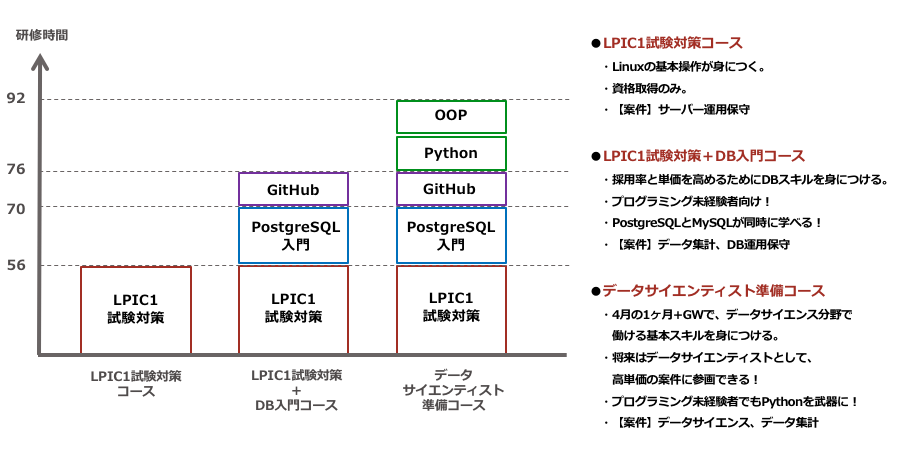 研修時間
92
76
70
56
OOP
Python
GitHub
GitHub
PostgreSQL
入門
PostgreSQL
入門
LPIC1
試験対策
LPIC1
試験対策
LPIC1
試験対策
LPIC1試験対策
コース
LPIC1試験対策
+
DB入門コース
データ
サイエンティスト
準備コース
●LPIC1試験対策コース
・Linuxの基本操作が身につく。
・資格取得のみ。
・【案件】サーバー運用保守
●LPIC1試験対策＋DB入門コース
・採用率と単価を高めるためにDBスキルを身につける。
・プログラミング未経験者向け！
・PostgreSQLとMySQLが同時に学べる！
・【案件】データ集計、DB運用保守
●データサイエンティスト準備コース
・4月の1ヶ月+GWで、データサイエンス分野で
働ける基本スキルを身につける。
・将来はデータサイエンティストとして、
高単価の案件に参画できる！
・プログラミング未経験者でもPythonを武器に！
・【案件】データサイエンス、データ集計